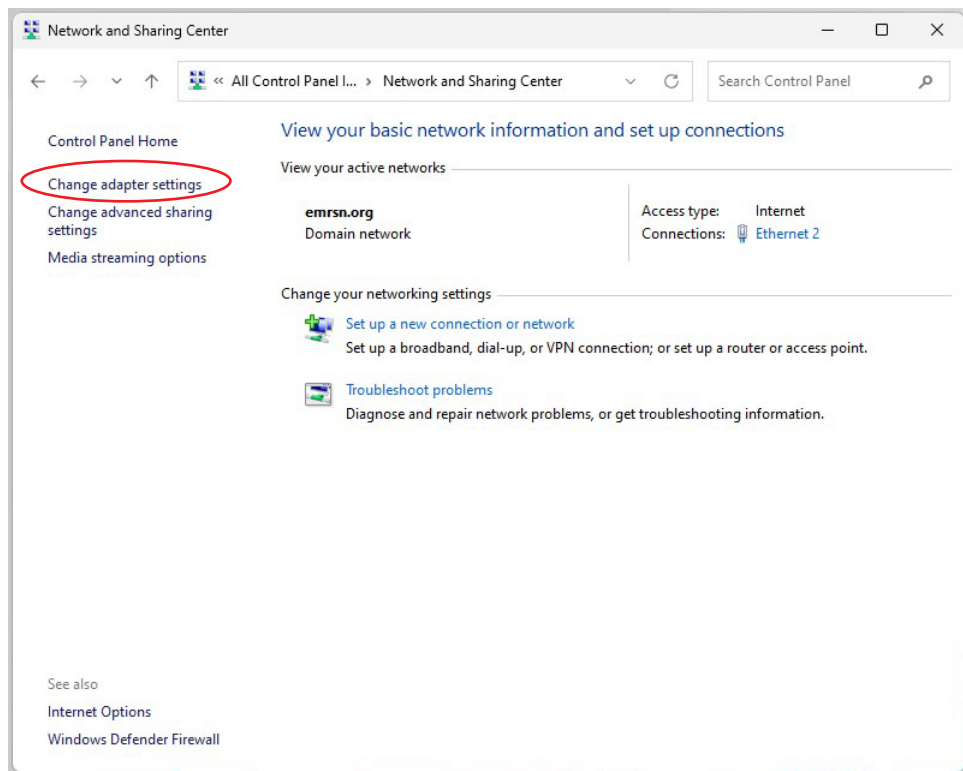 Network and Sharing Center
« All Control Panel I... › Network and Sharing Center
Search Control Panel
Control Panel Home
Change adapter settings
Change advanced sharing
settings
Media streaming options
View your basic network information and set up connections
View your active networks
emrsn.org
Domain network
Access type: Internet
Connections: Ethernet 2
Change your networking settings
Set up a new connection or network
Set up a broadband, dial-up, or VPN connection; or set up a router or access point.
Troubleshoot problems
Diagnose and repair network problems, or get troubleshooting information.
See also
Internet Options
Windows Defender Firewall